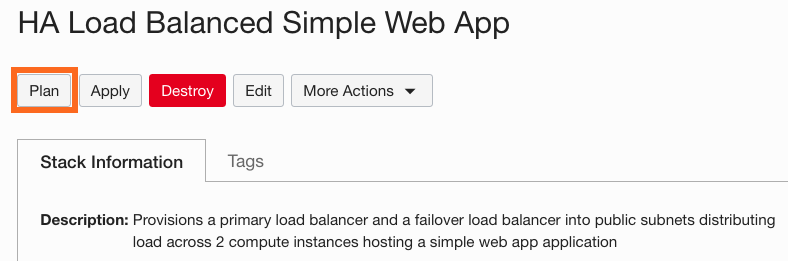 HA Load Balanced Simple Web App
Plan Apply Destroy Edit More Actions
Stack Information Tags
Description: Provisions a primary load balancer and a failover load balancer into public subnets distributing
load across 2 compute instances hosting a simple web app application